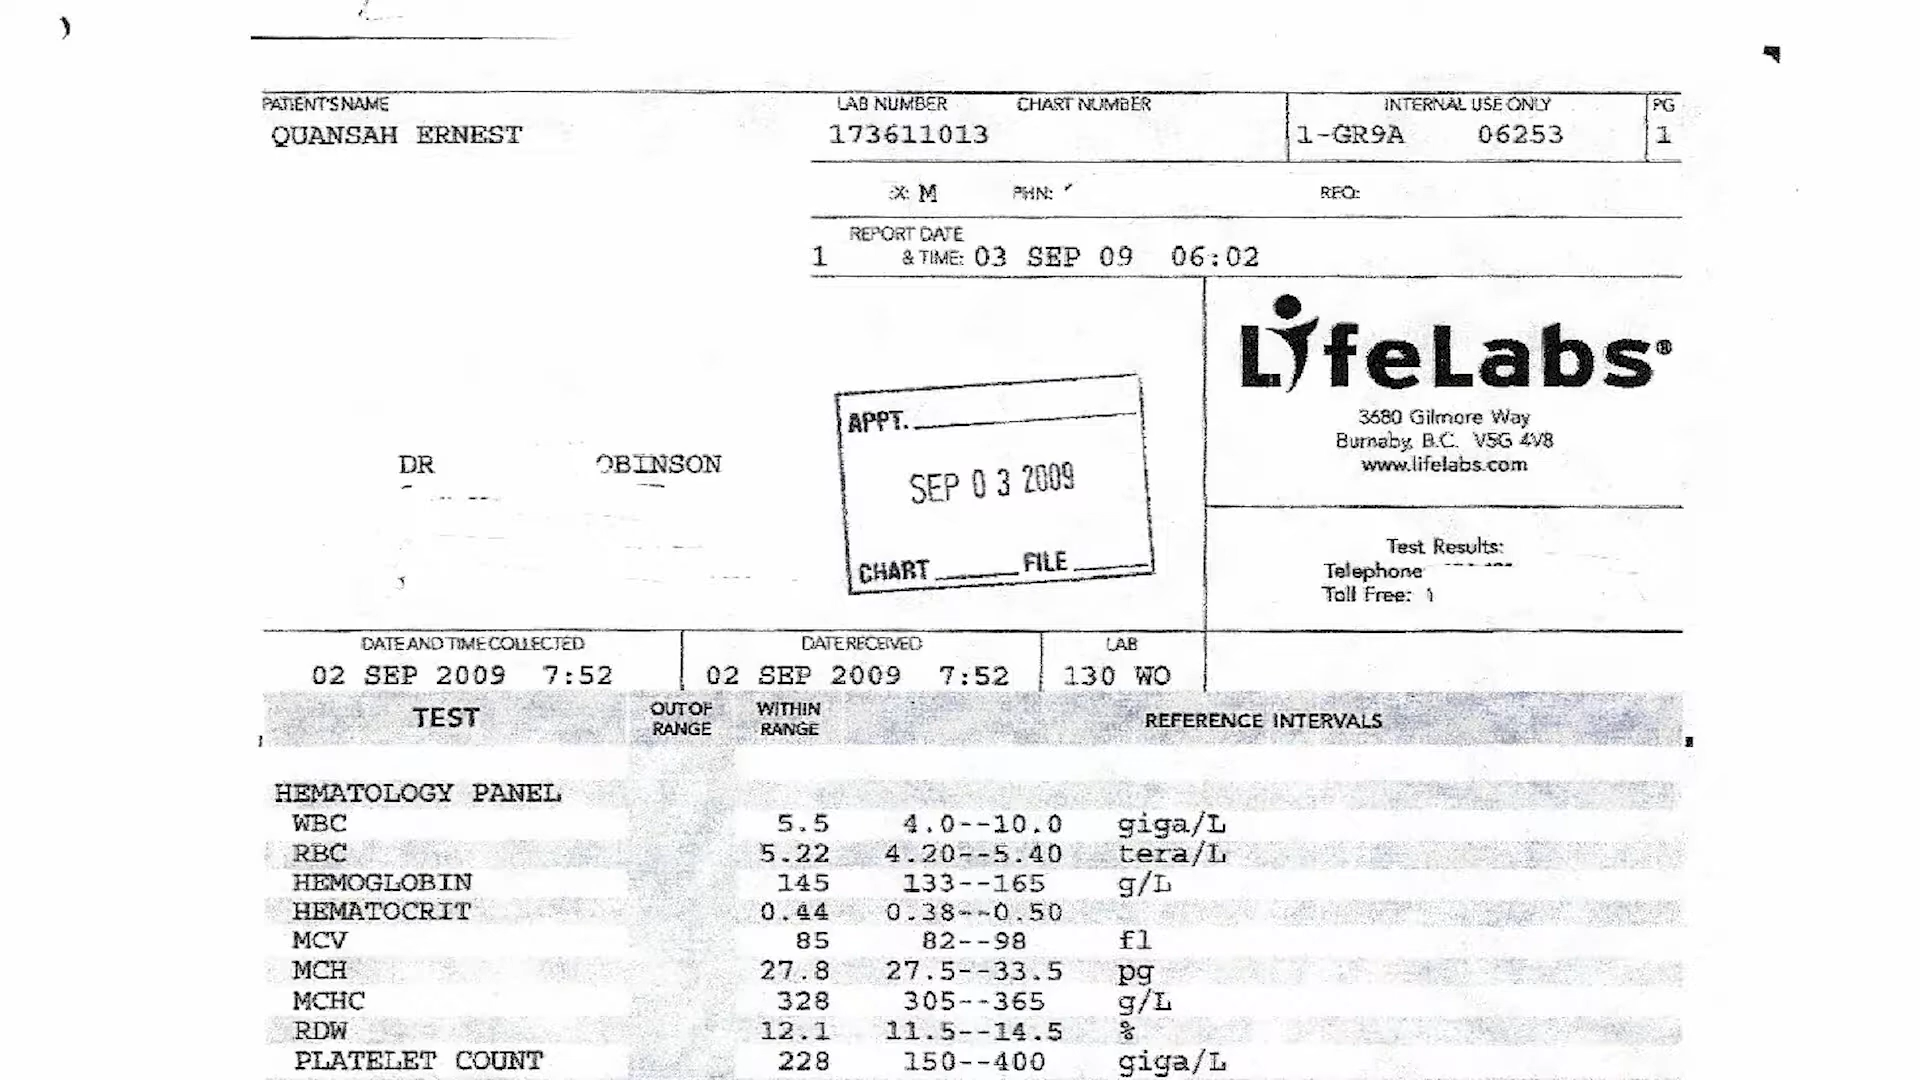 PATIENT'S NAME LAB NUMBER CHART NUMBER INTERNAL USE ONLY PG
QUANSAH ERNEST 173611013 1-GR9A 06253 1
X: M PHN: REQ:
REPORT DATE
1 & TIME: 03 SEP 09 06:02
LifeLabs®
3680 Gilmore Way
Burnaby, B.C. V5G 4V8
www.lifelabs.com
APPT.
DR OBINSON
SEP 03 2009
CHART FILE
Test Results:
Telephone
Toll Free: 1
DATE AND TIME COLLECTED DATE RECEIVED LAB
02 SEP 2009 7:52 02 SEP 2009 7:52 130 WO
TEST OUT OF RANGE WITHIN RANGE REFERENCE INTERVALS
HEMATOLOGY PANEL
WBC 5.5 4.0--10.0 giga/L
RBC 5.22 4.20--5.40 tera/L
HEMOGLOBIN 145 133--165 g/L
HEMATOCRIT 0.44 0.38--0.50
MCV 85 82--98 fl
MCH 27.8 27.5--33.5 pg
MCHC 328 305--365 g/L
RDW 12.1 11.5--14.5 %
PLATELET COUNT 228 150--400 giga/L